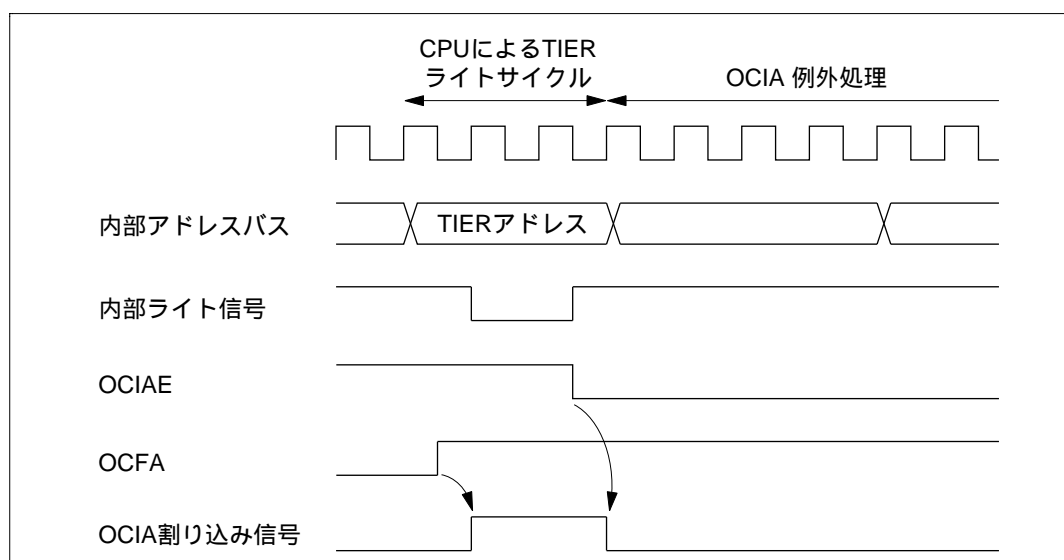 CPUによるTIER
ライトサイクル
OCIA 例外処理
内部アドレスバス
TIERアドレス
内部ライト信号
OCIAE
OCFA
OCIA割り込み信号